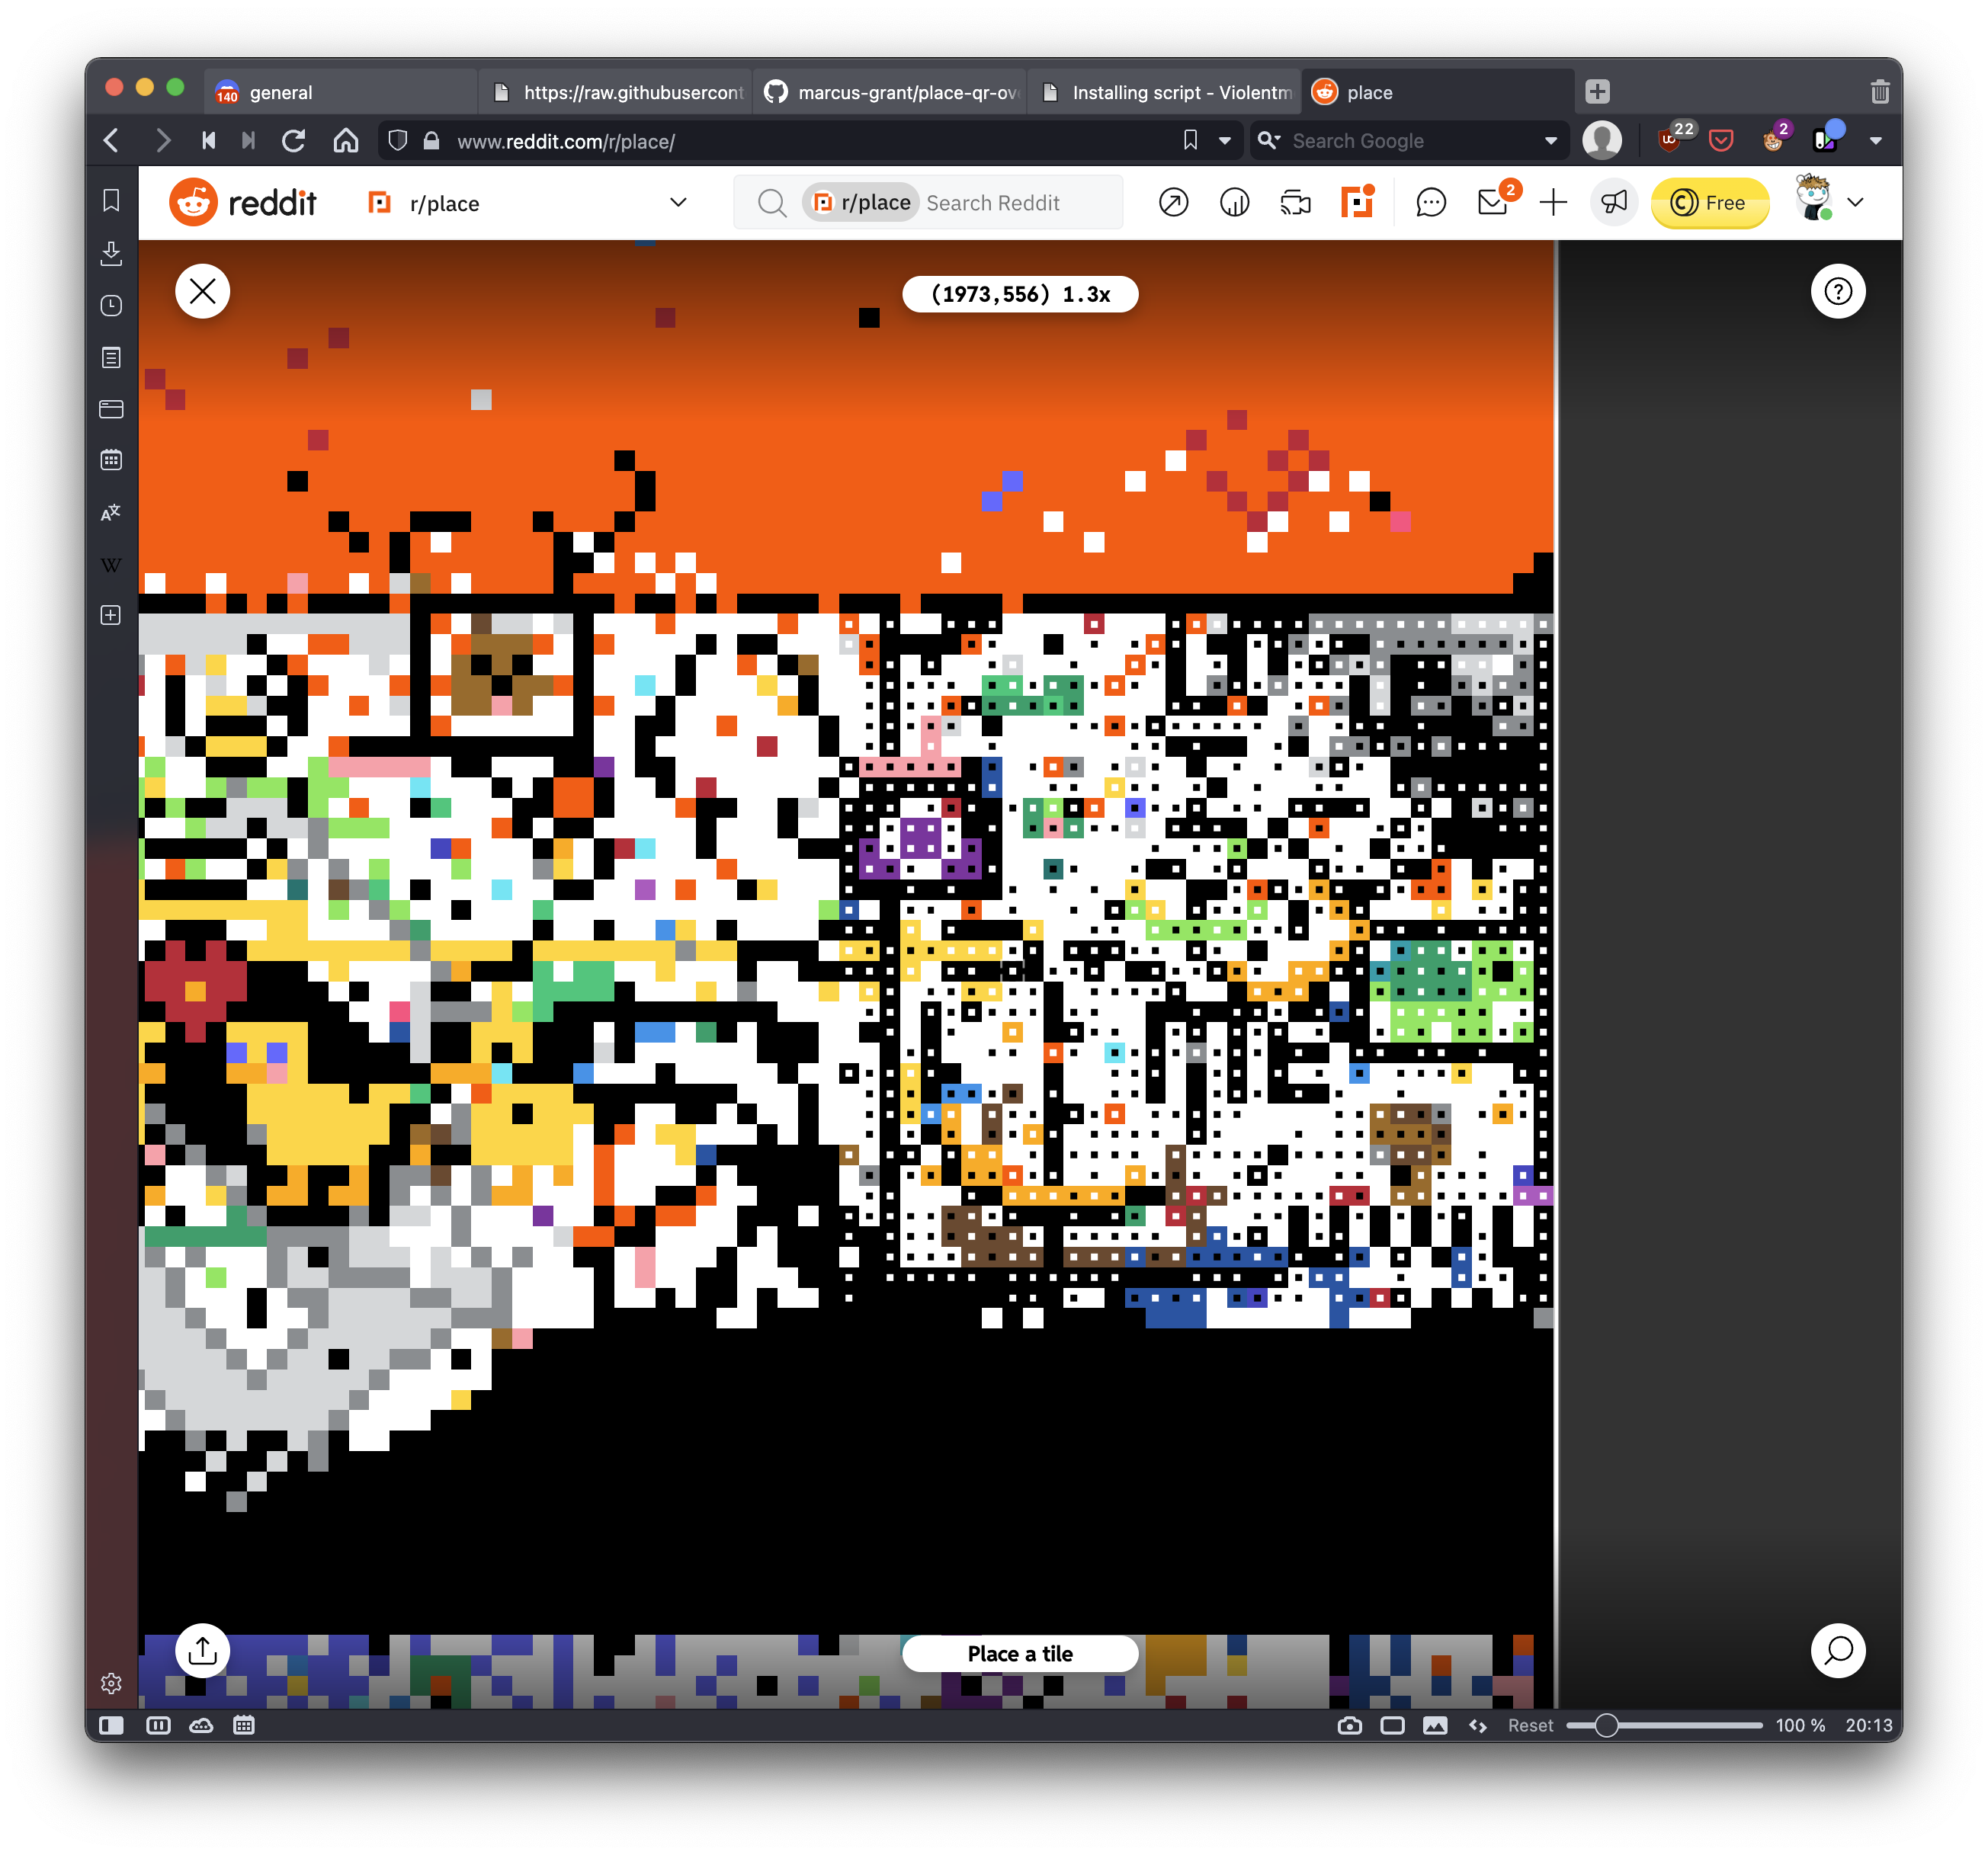 140 general
https://raw.githubusercont
marcus-grant/place-qr-ov
Installing script - Violentm
place
www.reddit.com/r/place/
Search Google
22
2
reddit
r/place
r/place
Search Reddit
2
Free
(1973,556) 1.3x
W
Place a tile
Reset
100 %
20:13